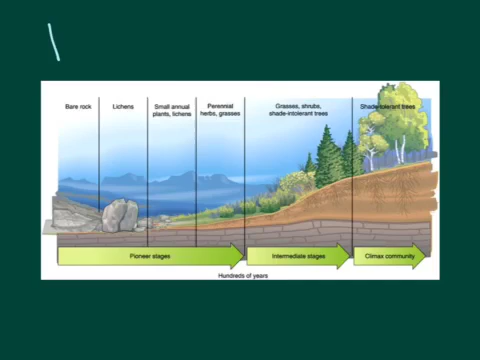 Bare rock
Lichens
Small annual
plants, lichens
Perennial
herbs, grasses
Grasses, shrubs,
shade-intolerant trees
Shade-tolerant trees
Pioneer stages
Intermediate stages
Climax community
Hundreds of years